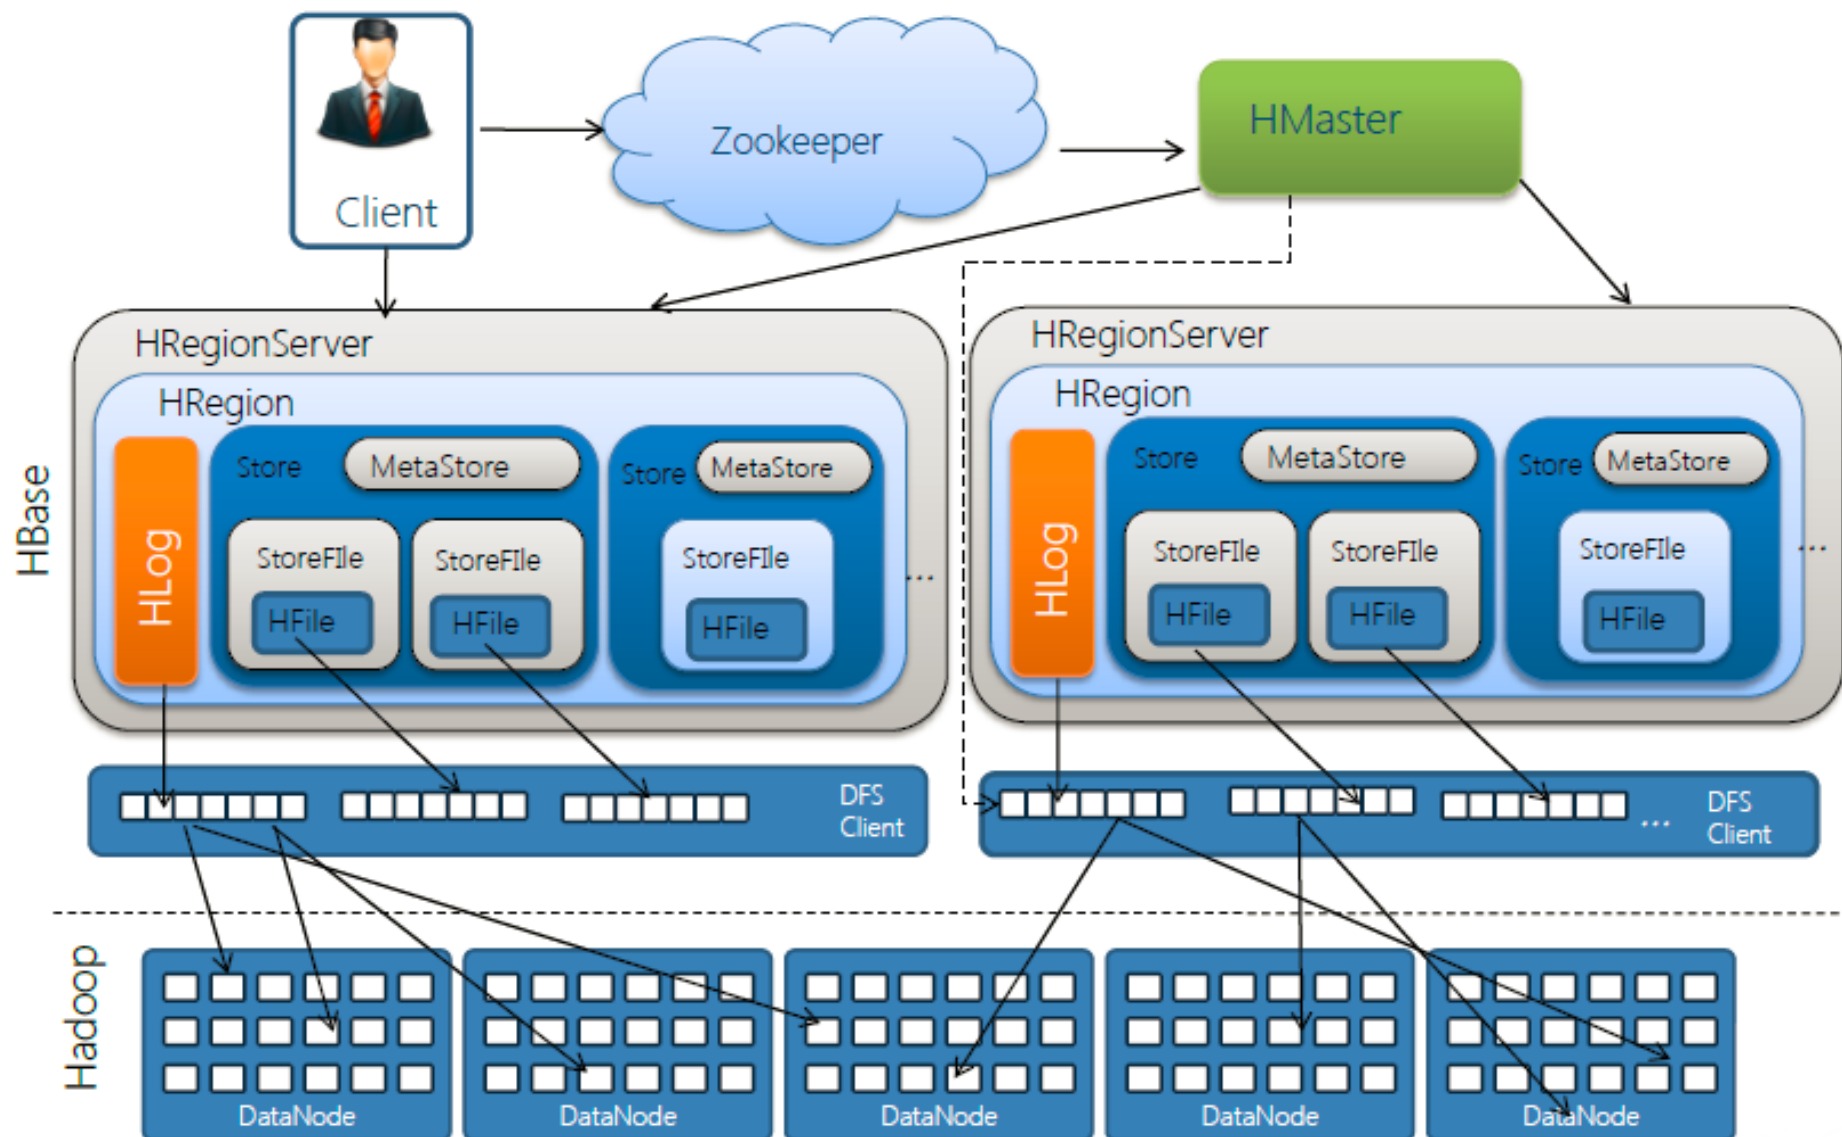 Client
Zookeeper
HMaster
HBase
HRegionServer
HRegion
HLog
Store
MetaStore
StoreFIle
HFile
StoreFIle
HFile
Store
MetaStore
StoreFIle
HFile
...
HRegionServer
HRegion
HLog
Store
MetaStore
StoreFIle
HFile
StoreFIle
HFile
Store
MetaStore
StoreFIle
HFile
...
DFS
Client
...
DFS
Client
Hadoop
DataNode
DataNode
DataNode
DataNode
DataNode